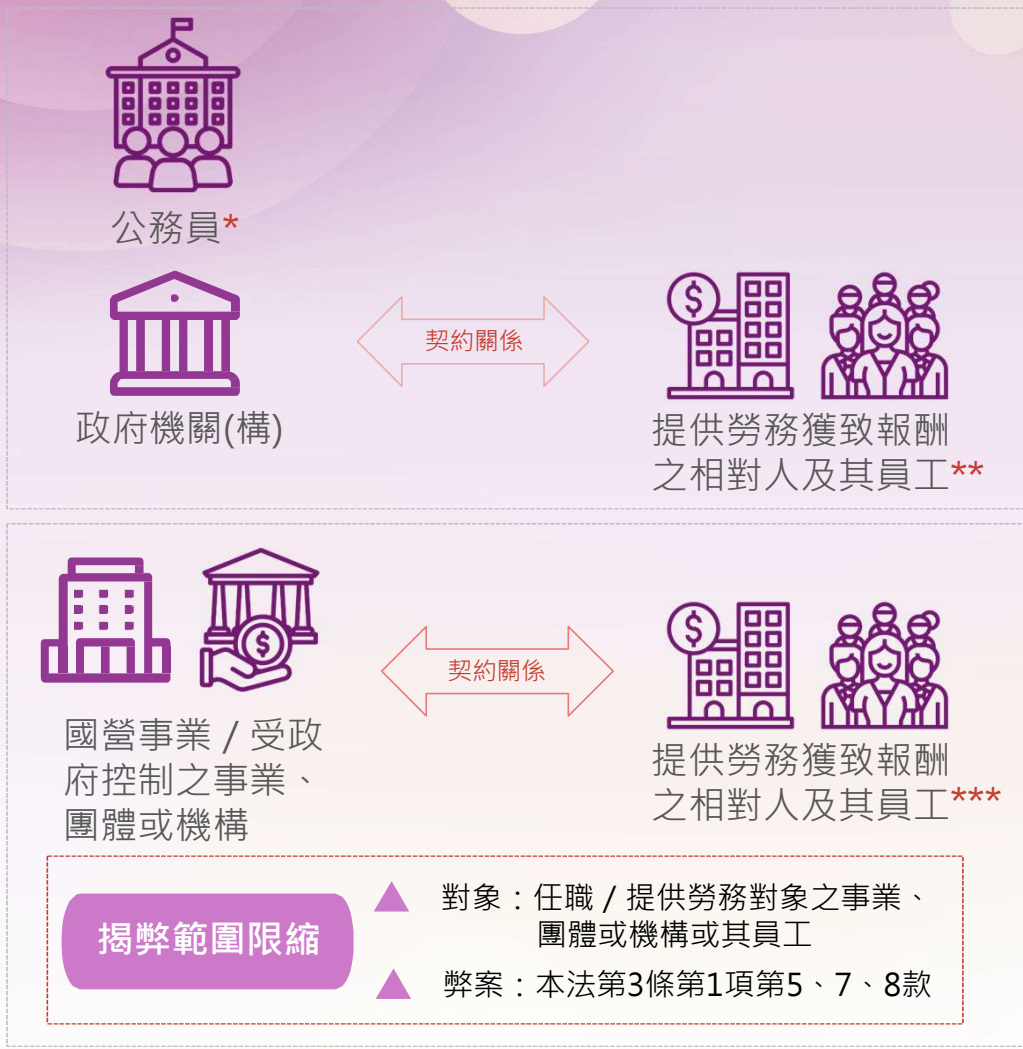 公務員*
政府機關(構)
契約關係
提供勞務獲致報酬
之相對人及其員工**
國營事業 / 受政
府控制之事業、
團體或機構
契約關係
提供勞務獲致報酬
之相對人及其員工***
揭弊範圍限縮
對象：任職 / 提供勞務對象之事業、
團體或機構或其員工
弊案：本法第3條第1項第5、7、8款